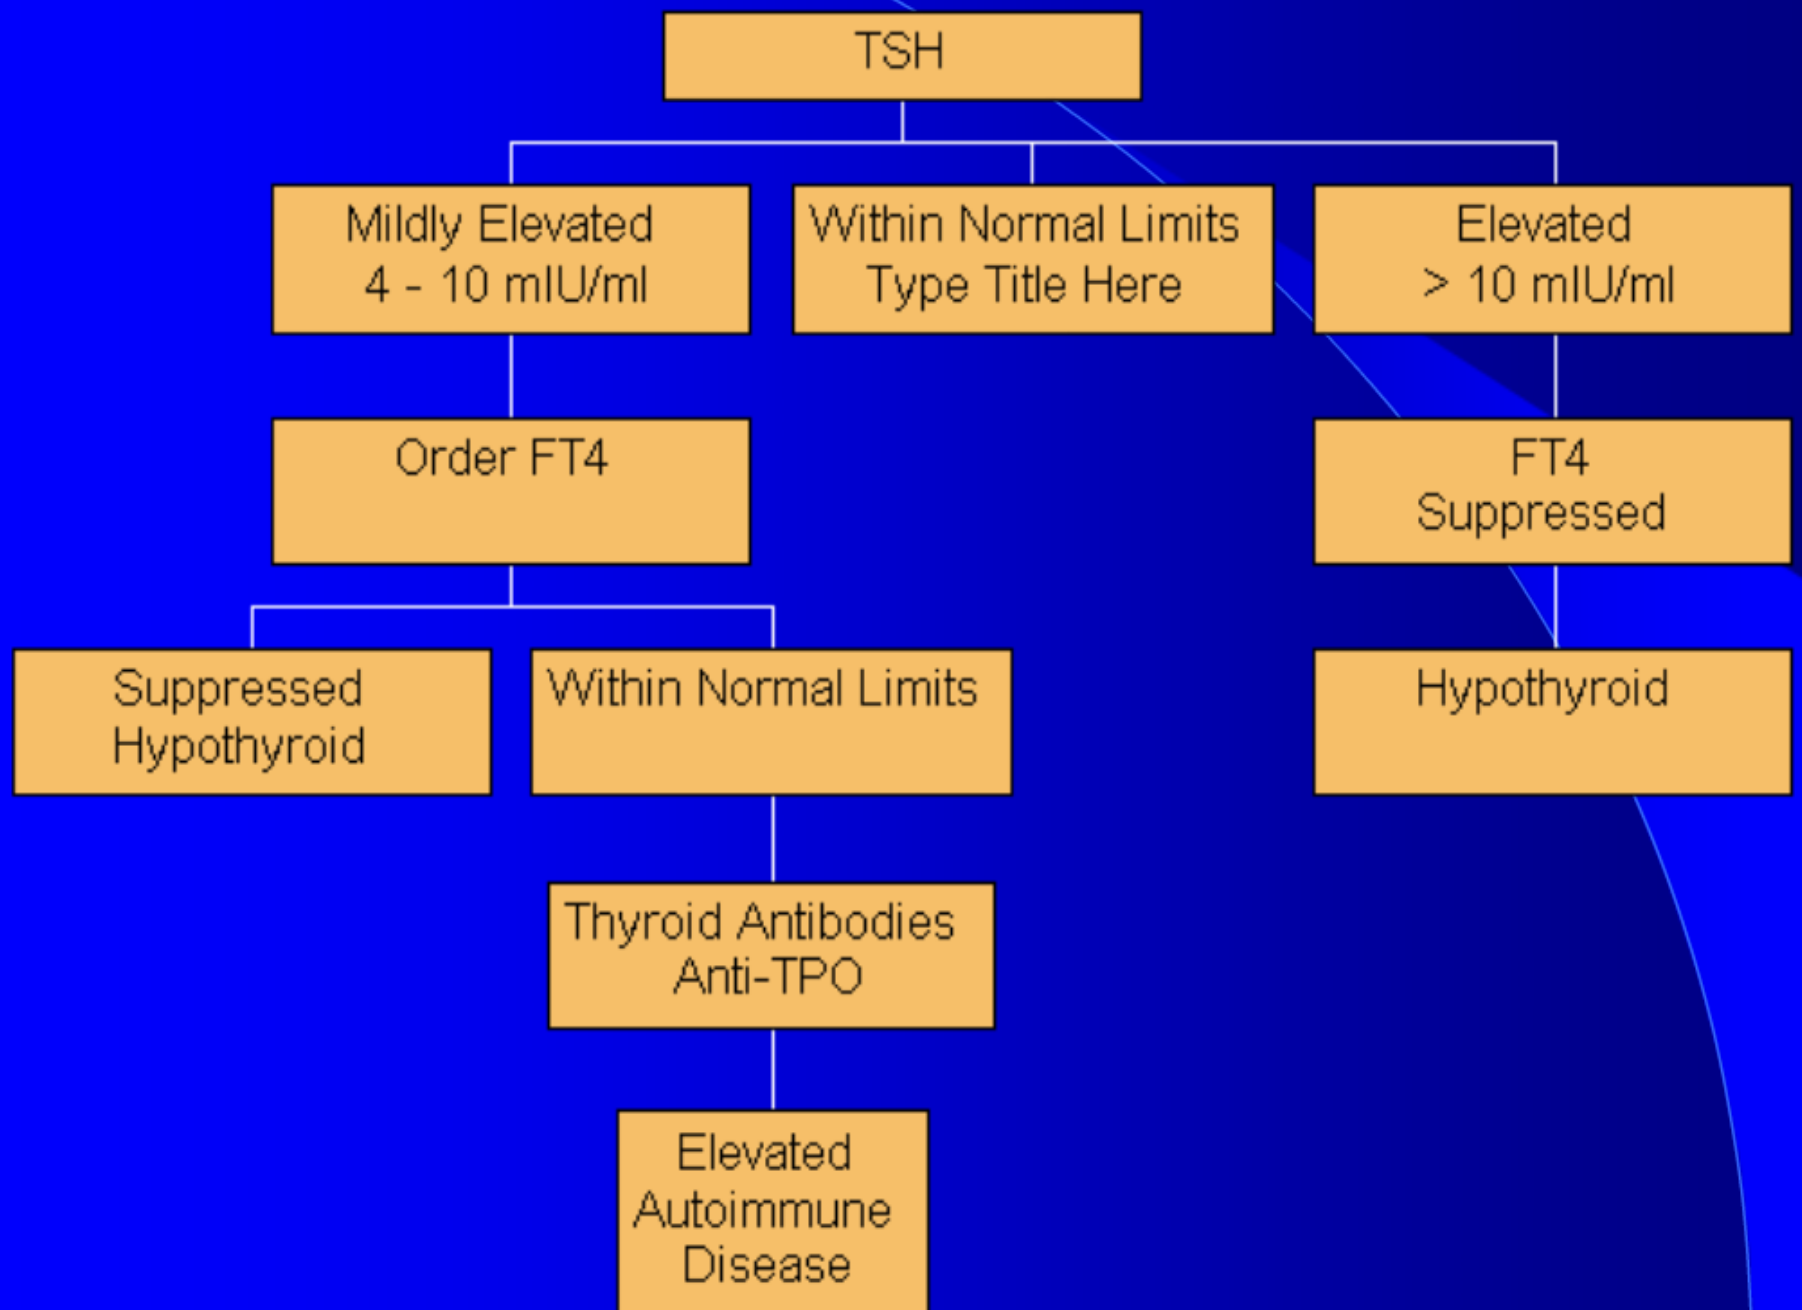 TSH
Mildly Elevated
4 - 10 mIU/ml
Within Normal Limits
Type Title Here
Elevated
> 10 mIU/ml
Order FT4
FT4
Suppressed
Suppressed
Hypothyroid
Within Normal Limits
Hypothyroid
Thyroid Antibodies
Anti-TPO
Elevated
Autoimmune
Disease